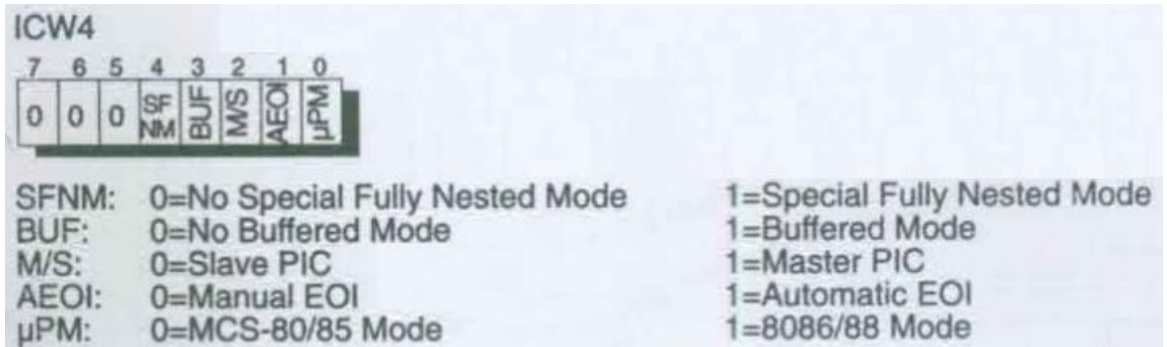 ICW4
7 6 5 4 3 2 1 0
0 0 0 SF NM BUF M/S AEOI µPM
SFNM: 0=No Special Fully Nested Mode 1=Special Fully Nested Mode
BUF: 0=No Buffered Mode 1=Buffered Mode
M/S: 0=Slave PIC 1=Master PIC
AEOI: 0=Manual EOI 1=Automatic EOI
µPM: 0=MCS-80/85 Mode 1=8086/88 Mode